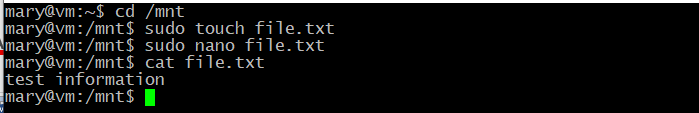 mary@vm:~$ cd /mnt
mary@vm:/mnt$ sudo touch file.txt
mary@vm:/mnt$ sudo nano file.txt
mary@vm:/mnt$ cat file.txt
test information
mary@vm:/mnt$